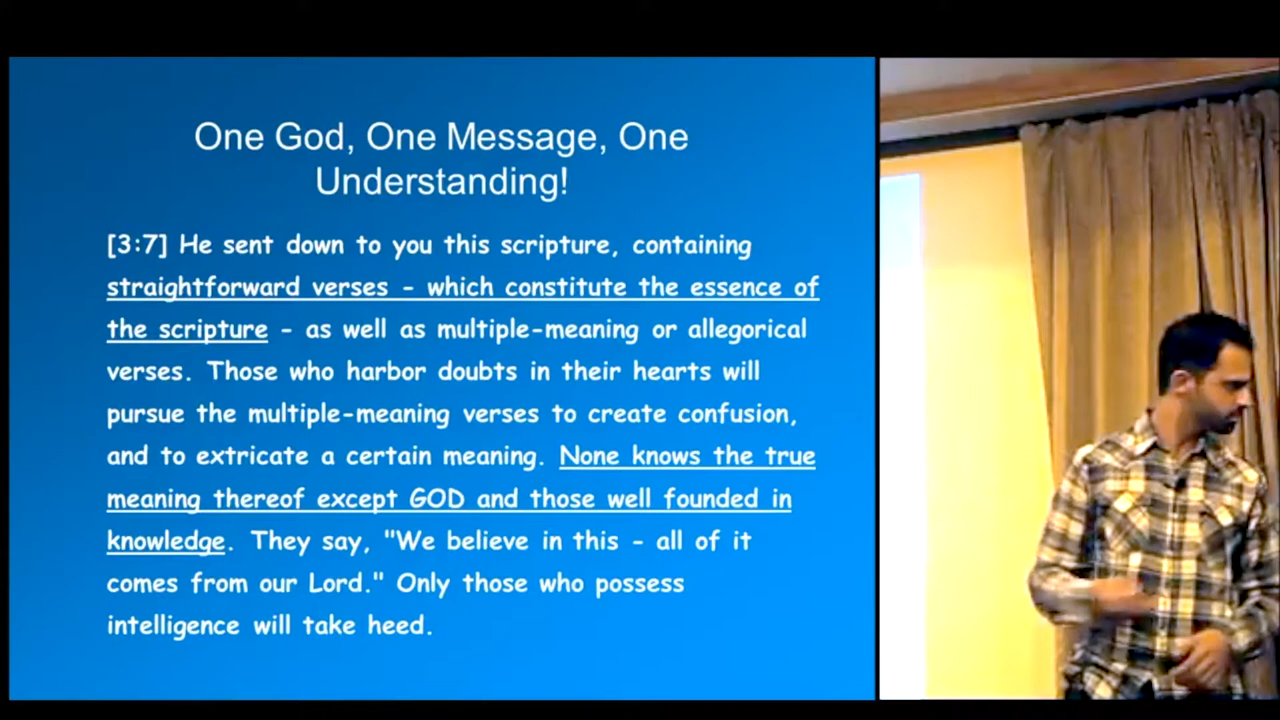 One God, One Message, One
Understanding!
[3:7] He sent down to you this scripture, containing
straightforward verses - which constitute the essence of
the scripture - as well as multiple-meaning or allegorical
verses. Those who harbor doubts in their hearts will
pursue the multiple-meaning verses to create confusion,
and to extricate a certain meaning. None knows the true
meaning thereof except GOD and those well founded in
knowledge. They say, "We believe in this - all of it
comes from our Lord." Only those who possess
intelligence will take heed.